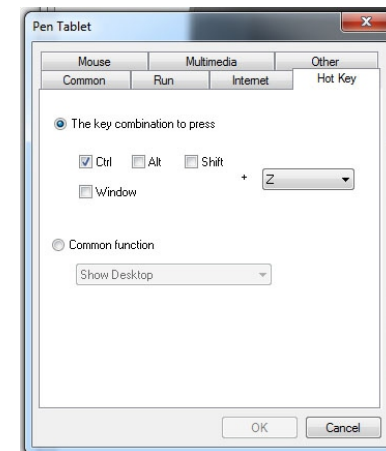 Pen Tablet
Mouse Multimedia Other
Common Run Internet Hot Key
The key combination to press
Ctrl Alt Shift
+ Z
Window
Common function
Show Desktop
OK Cancel